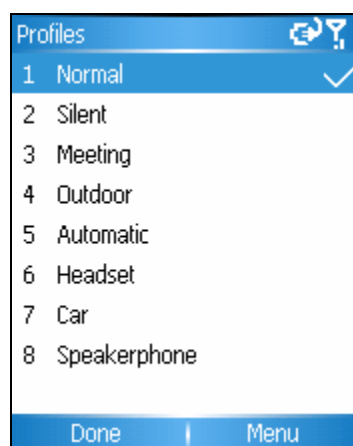 Profiles
1 Normal
2 Silent
3 Meeting
4 Outdoor
5 Automatic
6 Headset
7 Car
8 Speakerphone
Done Menu